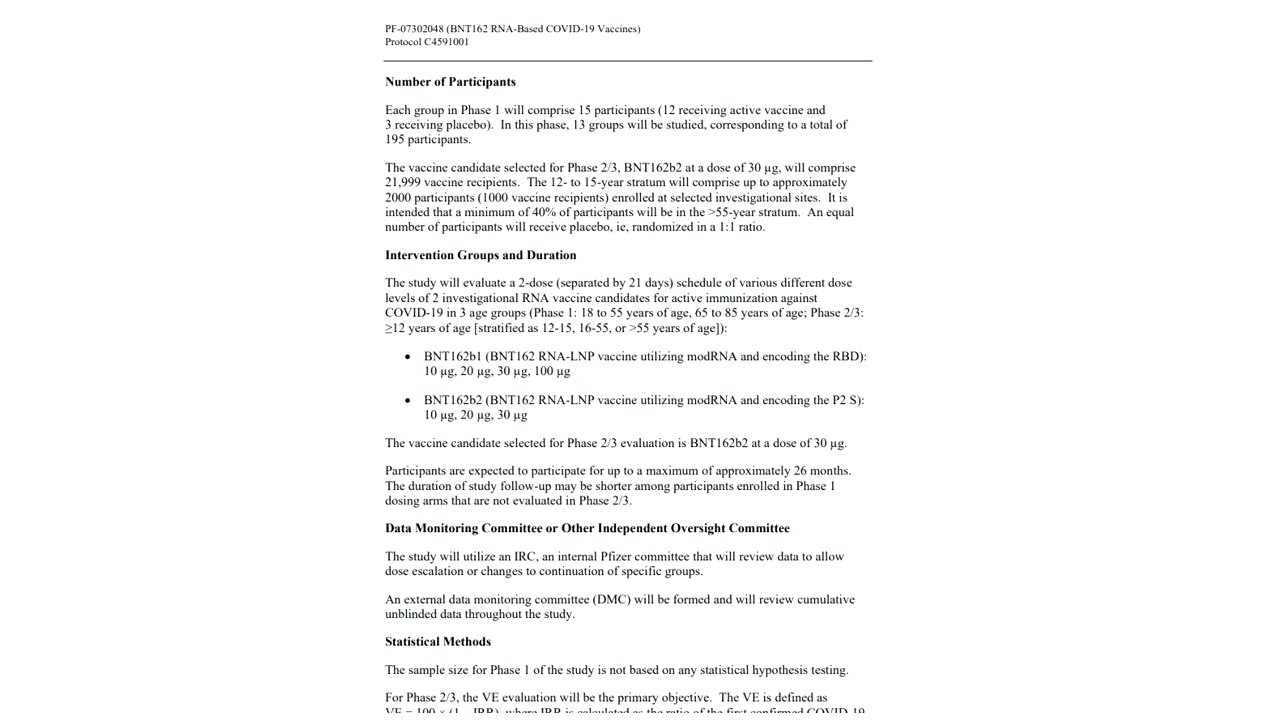 PF-07302048 (BNT162 RNA-Based COVID-19 Vaccines)
Protocol C4591001
Number of Participants
Each group in Phase 1 will comprise 15 participants (12 receiving active vaccine and
3 receiving placebo).  In this phase, 13 groups will be studied, corresponding to a total of
195 participants.
The vaccine candidate selected for Phase 2/3, BNT162b2 at a dose of 30 µg, will comprise
21,999 vaccine recipients.  The 12- to 15-year stratum will comprise up to approximately
2000 participants (1000 vaccine recipients) enrolled at selected investigational sites.  It is
intended that a minimum of 40% of participants will be in the >55-year stratum.  An equal
number of participants will receive placebo, ie, randomized in a 1:1 ratio.
Intervention Groups and Duration
The study will evaluate a 2-dose (separated by 21 days) schedule of various different dose
levels of 2 investigational RNA vaccine candidates for active immunization against
COVID-19 in 3 age groups (Phase 1: 18 to 55 years of age, 65 to 85 years of age; Phase 2/3:
≥12 years of age [stratified as 12-15, 16-55, or >55 years of age]):
• BNT162b1 (BNT162 RNA-LNP vaccine utilizing modRNA and encoding the RBD):
10 µg, 20 µg, 30 µg, 100 µg
• BNT162b2 (BNT162 RNA-LNP vaccine utilizing modRNA and encoding the P2 S):
10 µg, 20 µg, 30 µg
The vaccine candidate selected for Phase 2/3 evaluation is BNT162b2 at a dose of 30 µg.
Participants are expected to participate for up to a maximum of approximately 26 months.
The duration of study follow-up may be shorter among participants enrolled in Phase 1
dosing arms that are not evaluated in Phase 2/3.
Data Monitoring Committee or Other Independent Oversight Committee
The study will utilize an IRC, an internal Pfizer committee that will review data to allow
dose escalation or changes to continuation of specific groups.
An external data monitoring committee (DMC) will be formed and will review cumulative
unblinded data throughout the study.
Statistical Methods
The sample size for Phase 1 of the study is not based on any statistical hypothesis testing.
For Phase 2/3, the VE evaluation will be the primary objective.  The VE is defined as
VE = 100 × (1 – IRR), where IRR is calculated as the ratio of the first confirmed COVID-19